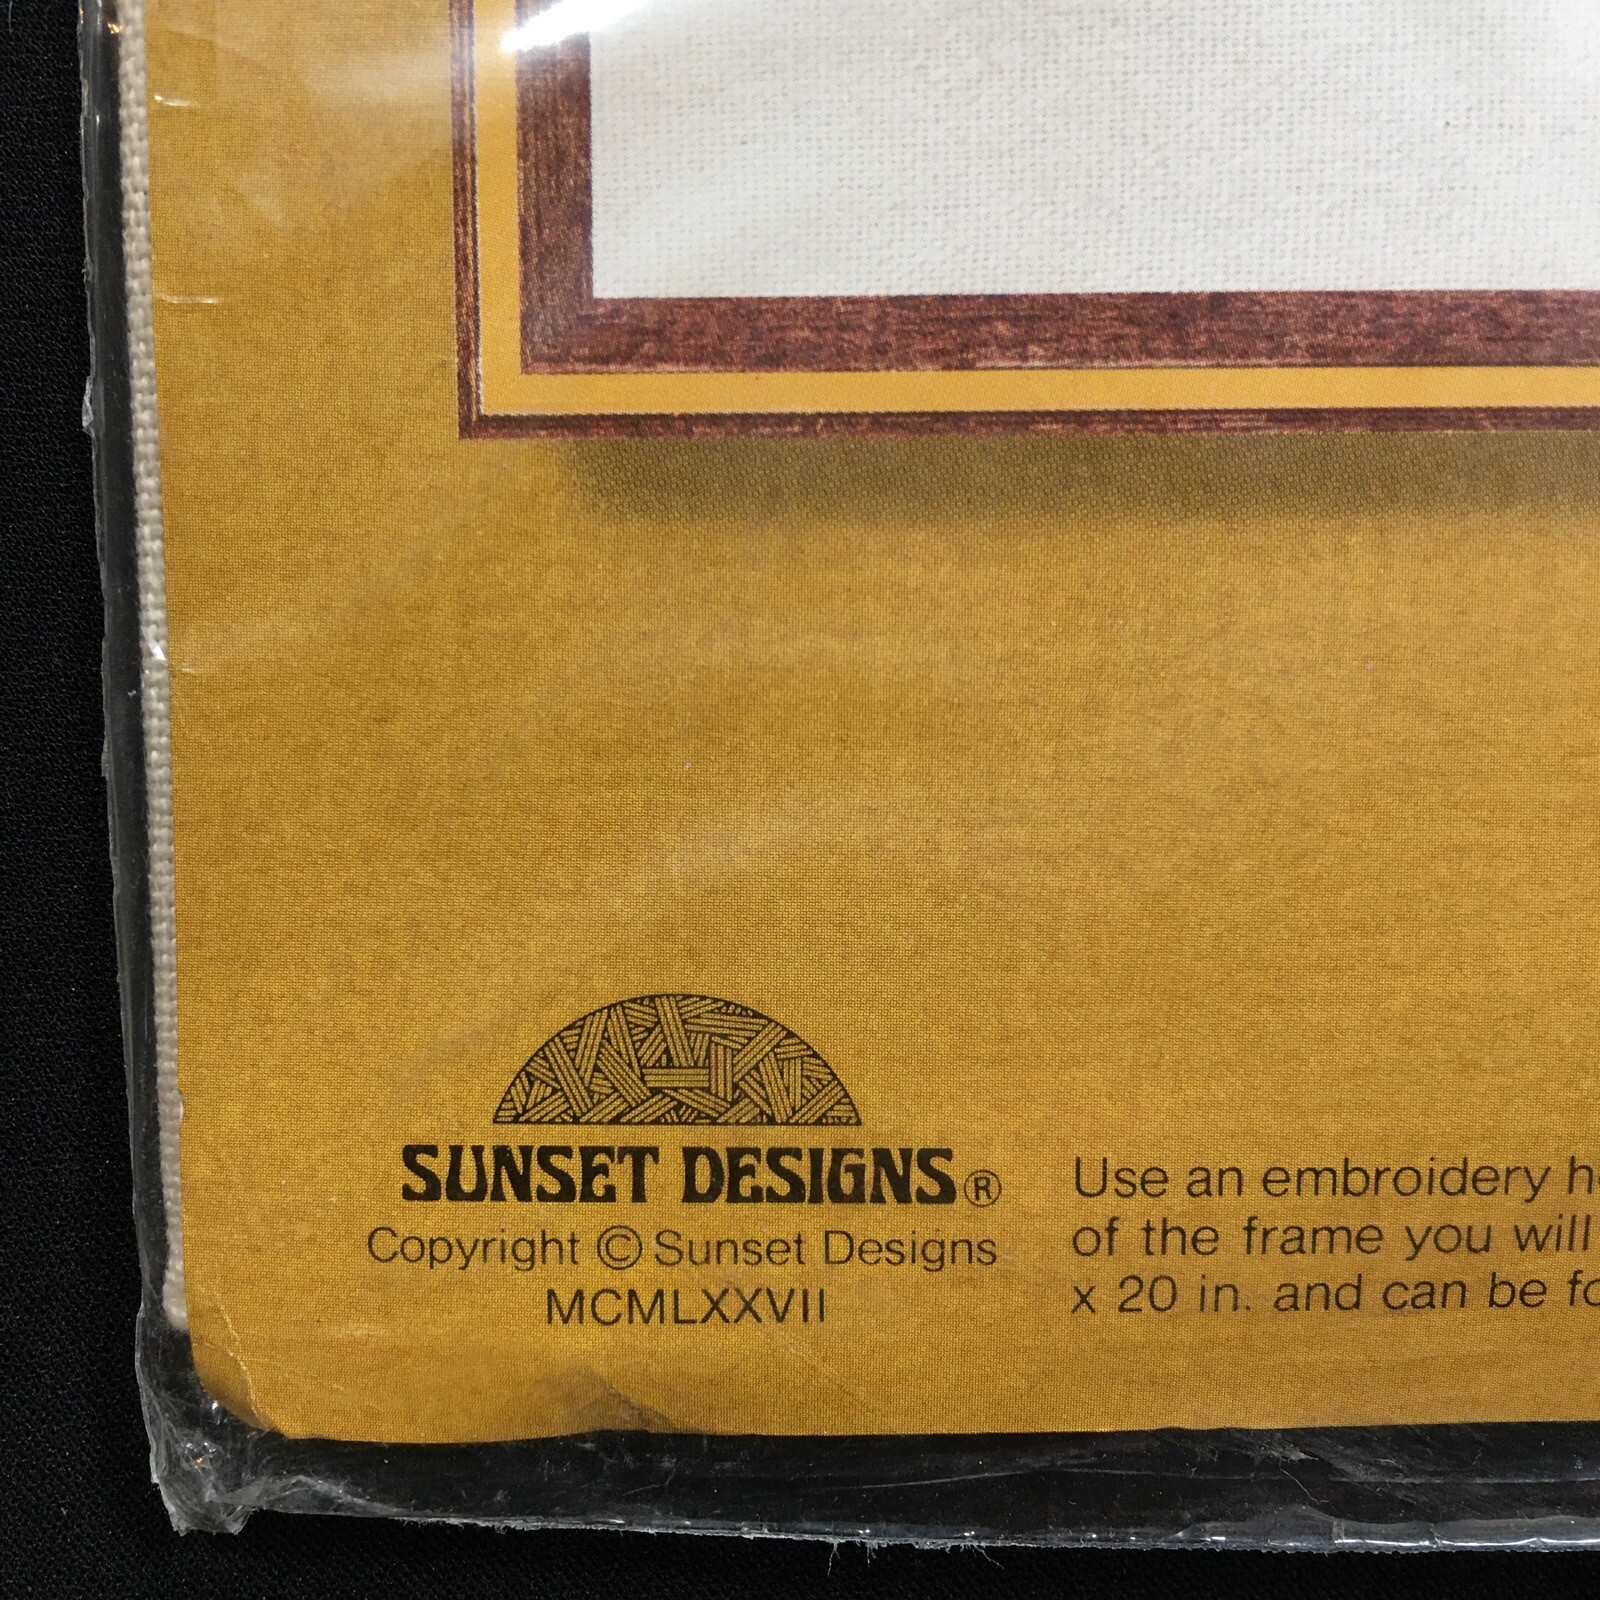 SUNSET DESIGNS®
Copyright © Sunset Designs
MCMLXXVII
Use an embroidery
of the frame you will
x 20 in. and can be